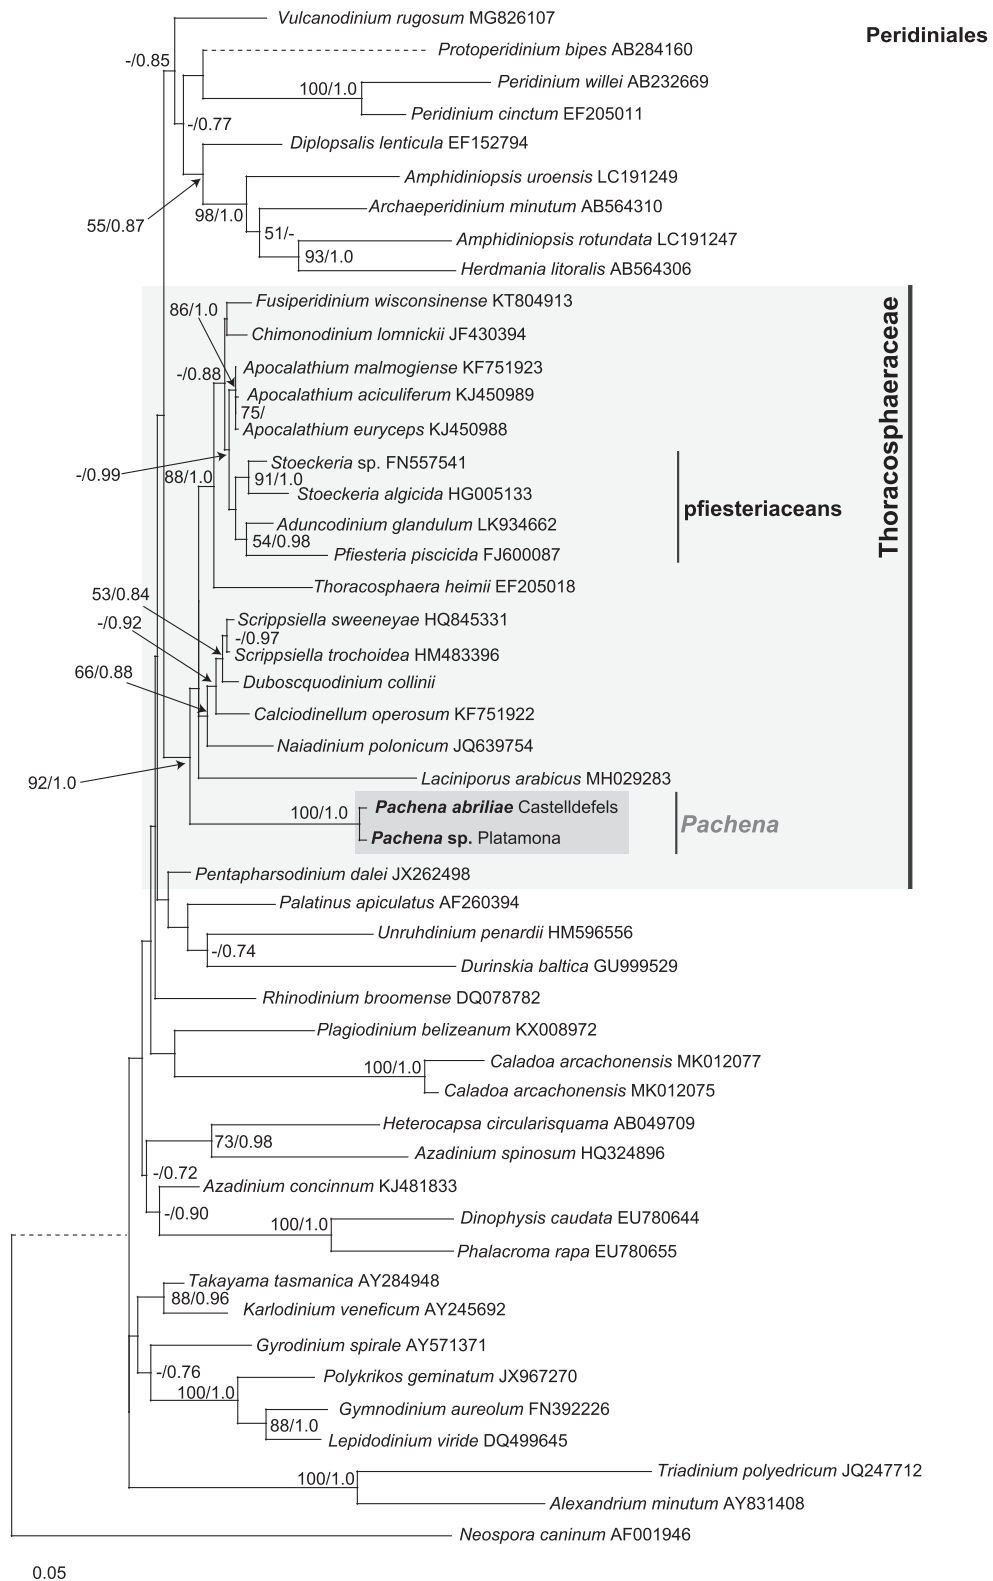 Vulcanodinium rugosum MG826107
Peridiniales
Protoperidinium bipes AB284160
-/0.85
Peridinium willei AB232669
100/1.0
Peridinium cinctum EF205011
-/0.77
Diplopsalis lenticula EF152794
Amphidiniopsis uroensis LC191249
Archaeperidinium minutum AB564310
98/1.0
55/0.87
51/-
Amphidiniopsis rotundata LC191247
93/1.0
Herdmania litoralis AB564306
Thoracosphaeraceae
Fusiperidinium wisconsinense KT804913
86/1.0
Chimonodinium lomnickii JF430394
Apocalathium malmogiense KF751923
-/0.88
Apocalathium aciculiferum KJ450989
75/
Apocalathium euryceps KJ450988
Stoeckeria sp. FN557541
-/0.99
88/1.0
91/1.0
Stoeckeria algicida HG005133
pfiesteriaceans
Aduncodinium glandulum LK934662
54/0.98
Pfiesteria piscicida FJ600087
Thoracosphaera heimii EF205018
53/0.84
Scrippsiella sweeneyae HQ845331
-/0.92
-/0.97
Scrippsiella trochoidea HM483396
66/0.88
Duboscquodinium collinii
Calciodinellum operosum KF751922
Naiadinium polonicum JQ639754
Laciniporus arabicus MH029283
92/1.0
Pachena abriliae Castelldefels
100/1.0
Pachena
Pachena sp. Platamona
Pentapharsodinium dalei JX262498
Palatinus apiculatus AF260394
Unruhdinium penardii HM596556
-/0.74
Durinskia baltica GU999529
Rhinodinium broomense DQ078782
Plagiodinium belizeanum KX008972
Caladoa arcachonensis MK012077
100/1.0
Caladoa arcachonensis MK012075
Heterocapsa circularisquama AB049709
73/0.98
Azadinium spinosum HQ324896
-/0.72
Azadinium concinnum KJ481833
-/0.90
Dinophysis caudata EU780644
100/1.0
Phalacroma rapa EU780655
Takayama tasmanica AY284948
88/0.96
Karlodinium veneficum AY245692
Gyrodinium spirale AY571371
-/0.76
Polykrikos geminatum JX967270
100/1.0
Gymnodinium aureolum FN392226
88/1.0
Lepidodinium viride DQ499645
Triadinium polyedricum JQ247712
100/1.0
Alexandrium minutum AY831408
Neospora caninum AF001946
0.05